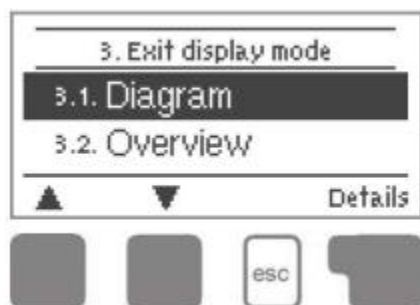 3. Exit display mode
3.1. Diagram
3.2. Overview
▲ ▼ Details
esc